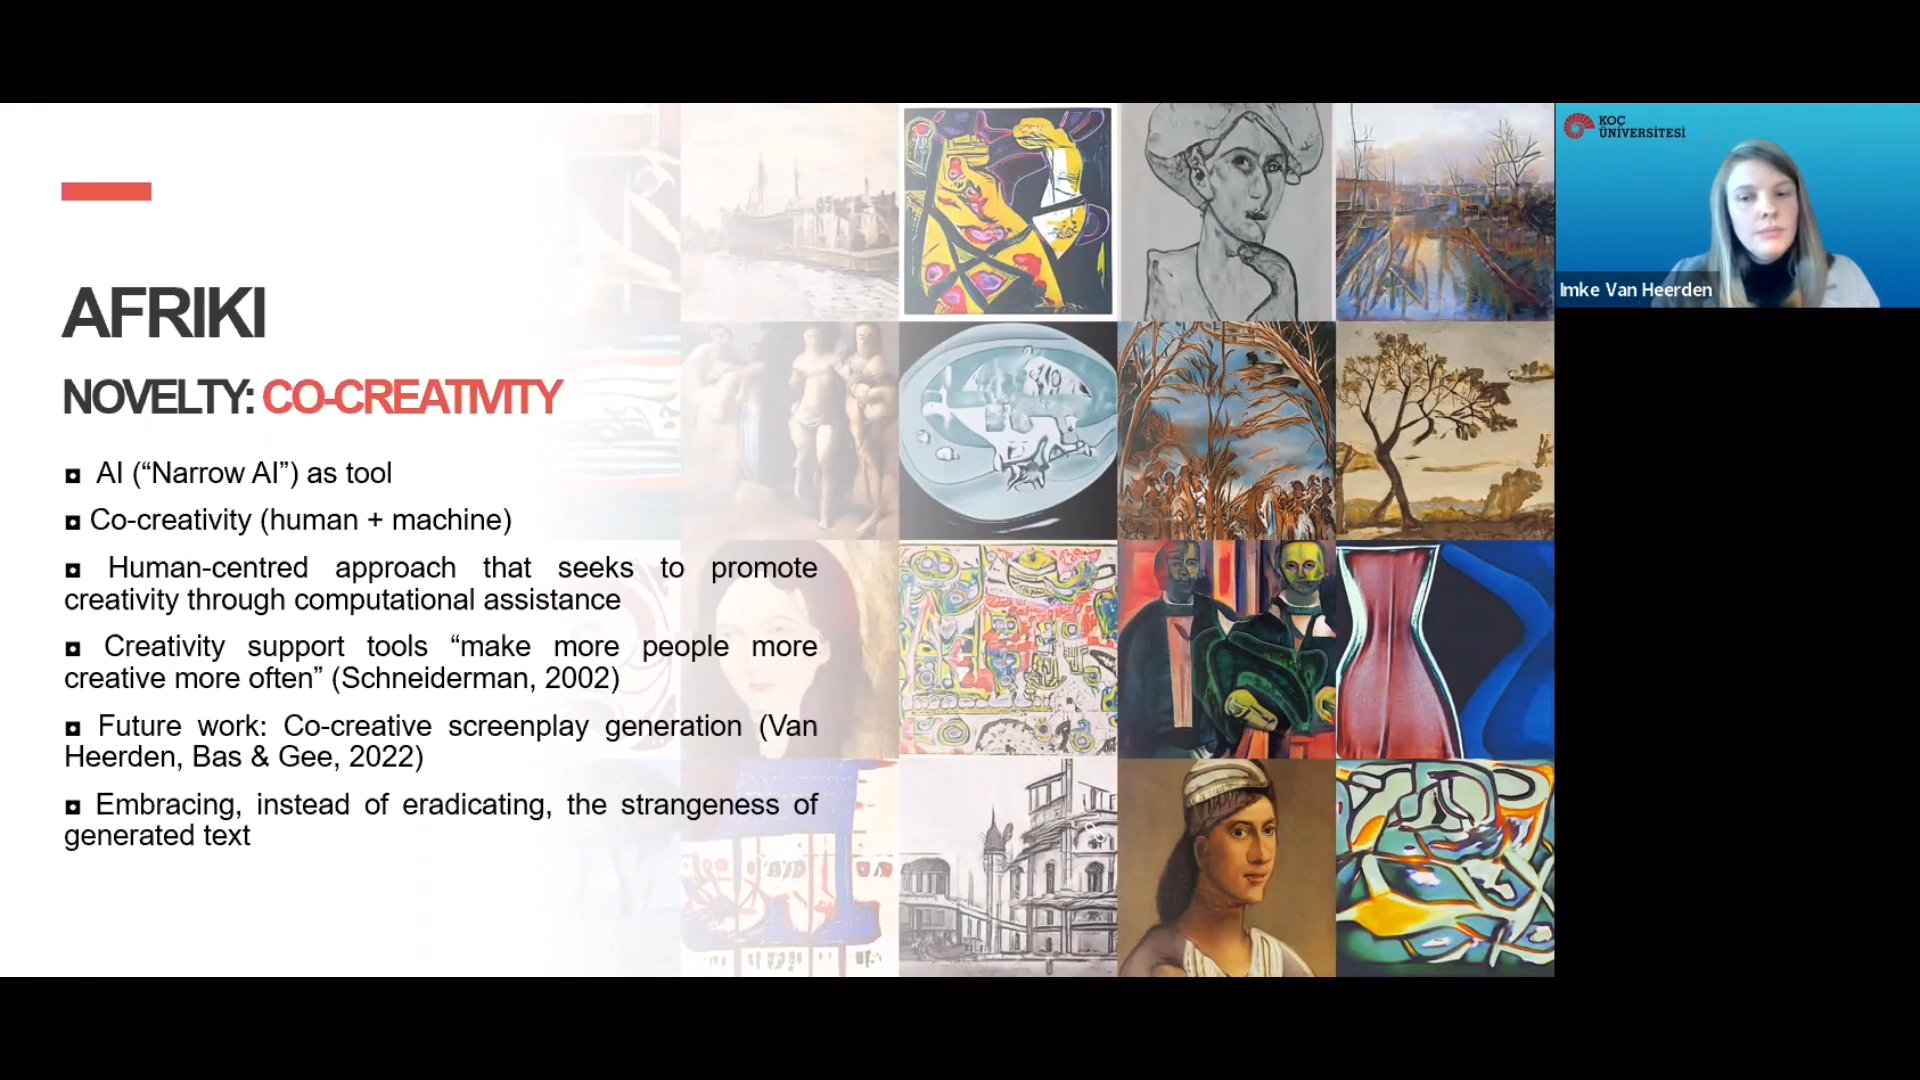 AFRIKI
NOVELTY: CO-CREATIVITY
AI (“Narrow AI”) as tool
Co-creativity (human + machine)
Human-centred approach that seeks to promote
creativity through computational assistance
Creativity support tools “make more people more
creative more often” (Schneiderman, 2002)
Future work: Co-creative screenplay generation (Van
Heerden, Bas & Gee, 2022)
Embracing, instead of eradicating, the strangeness of
generated text
KOÇ
ÜNİVERSİTESİ
Imke Van Heerden